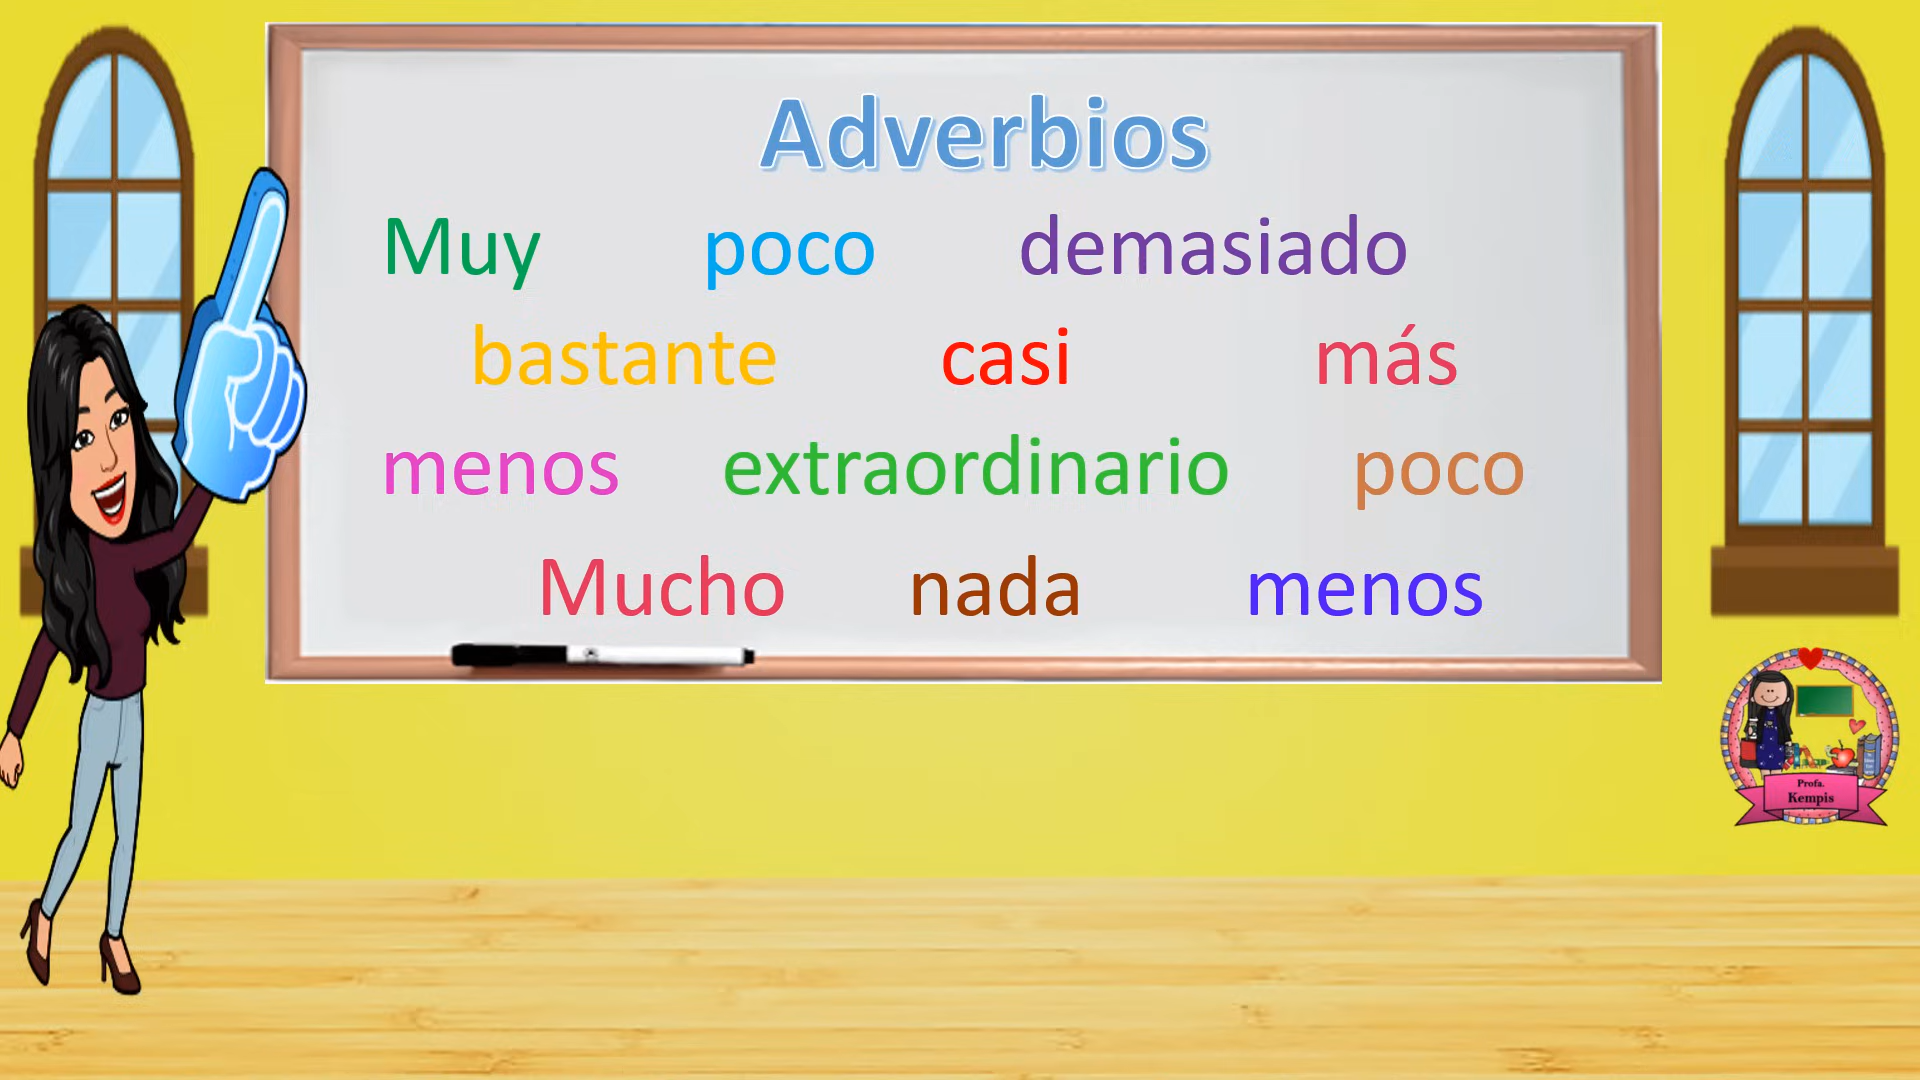 Adverbios
Muy poco demasiado
bastante casi más
menos extraordinario poco
Mucho nada menos
Profa.
Kempis